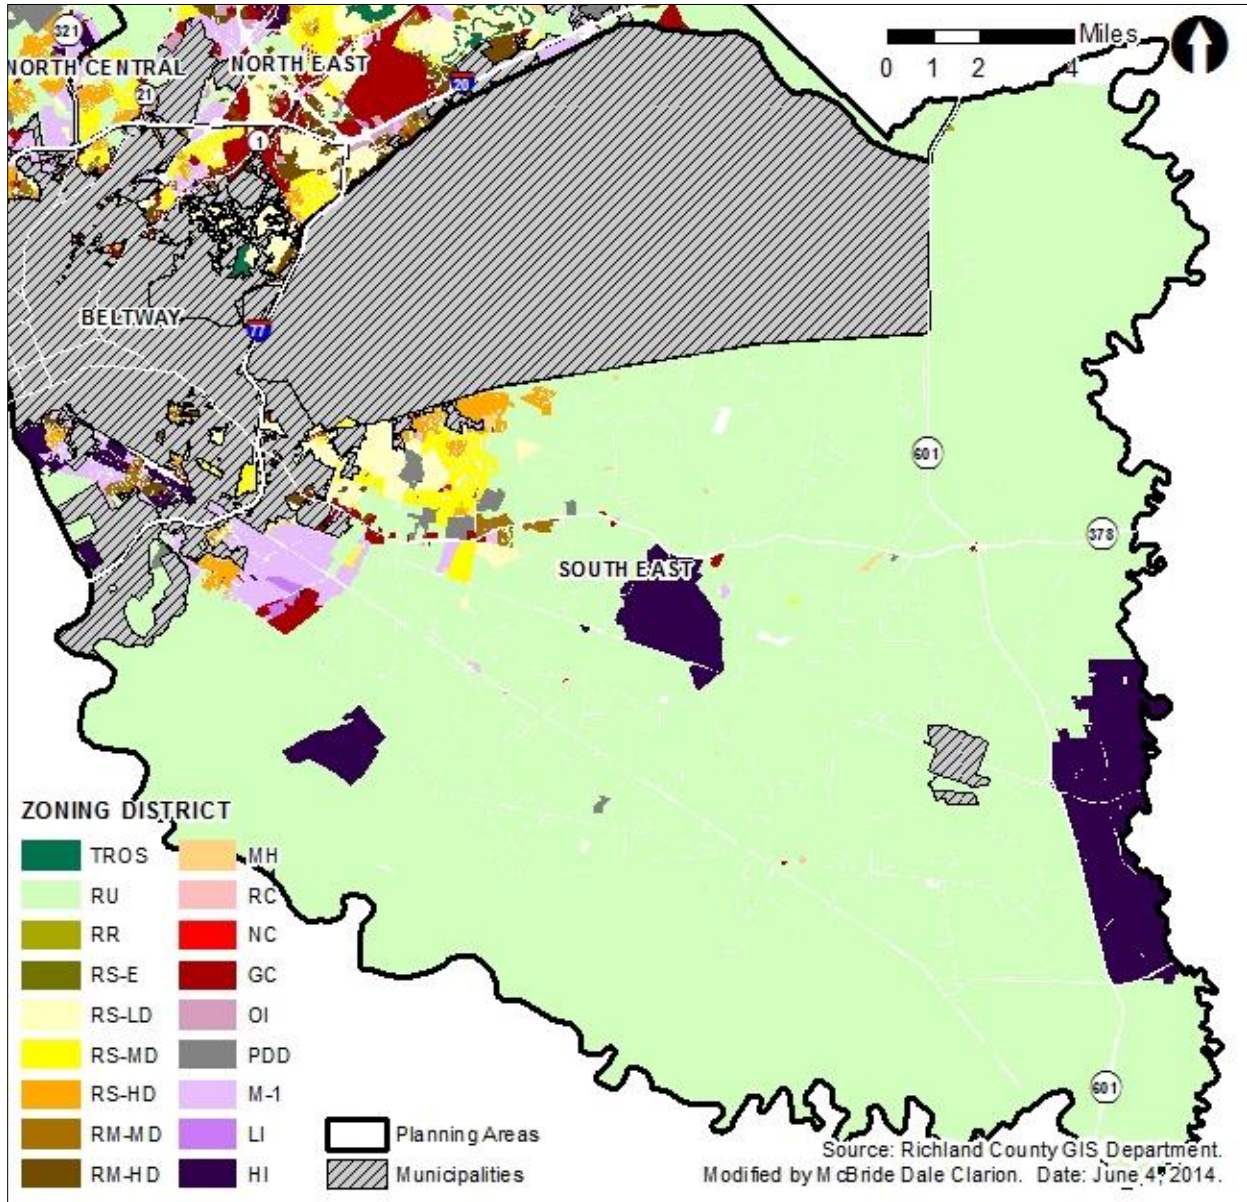 321
Miles
NORTH CENTRAL
NORTH EAST
20
0 1 2 4
21
1
BELTWAY
77
601
378
SOUTH EAST
ZONING DISTRICT
TROS
RU
RR
RS-E
RS-LD
RS-MD
RS-HD
RM-MD
RM-HD
MH
RC
NC
GC
OI
PDD
M-1
LI
HI
601
Planning Areas
Municipalities
Source: Richland County GIS Department.
Modified by McBride Dale Clarion. Date: June 4, 2014.